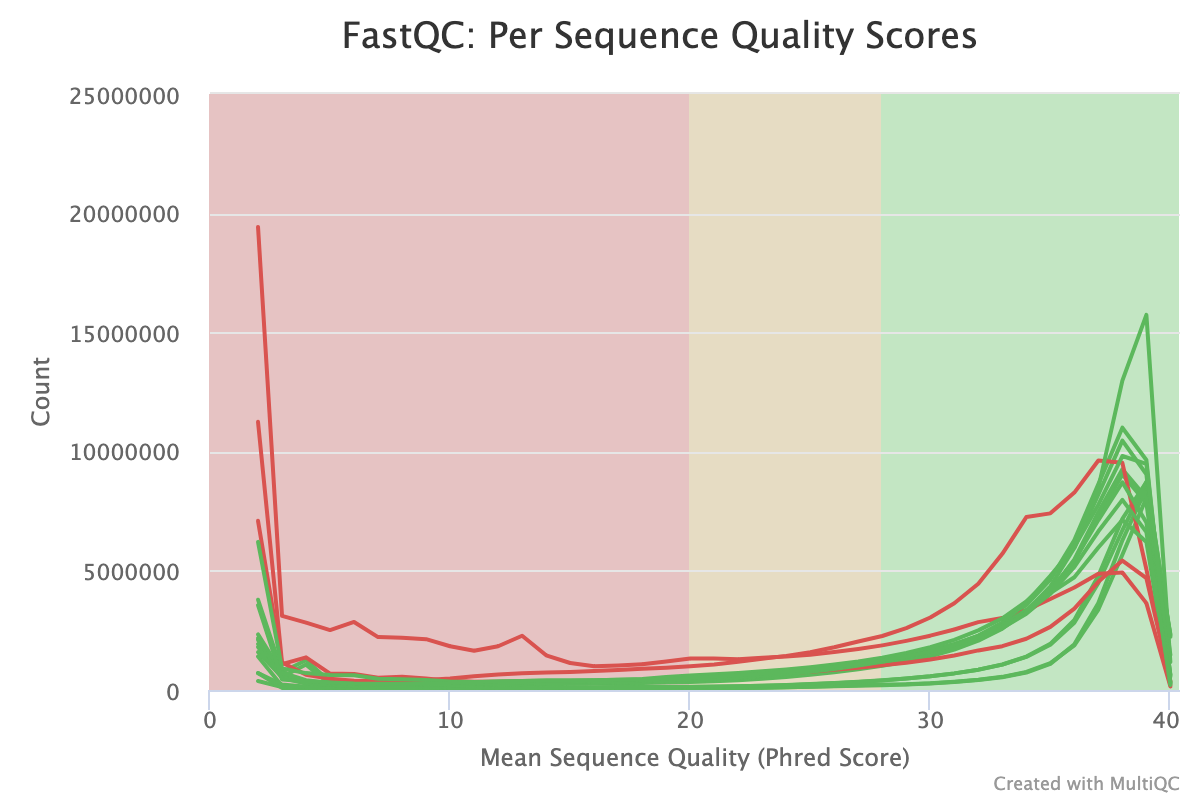 FastQC: Per Sequence Quality Scores
25000000
20000000
15000000
10000000
5000000
0
Count
0 10 20 30 40
Mean Sequence Quality (Phred Score)
Created with MultiQC